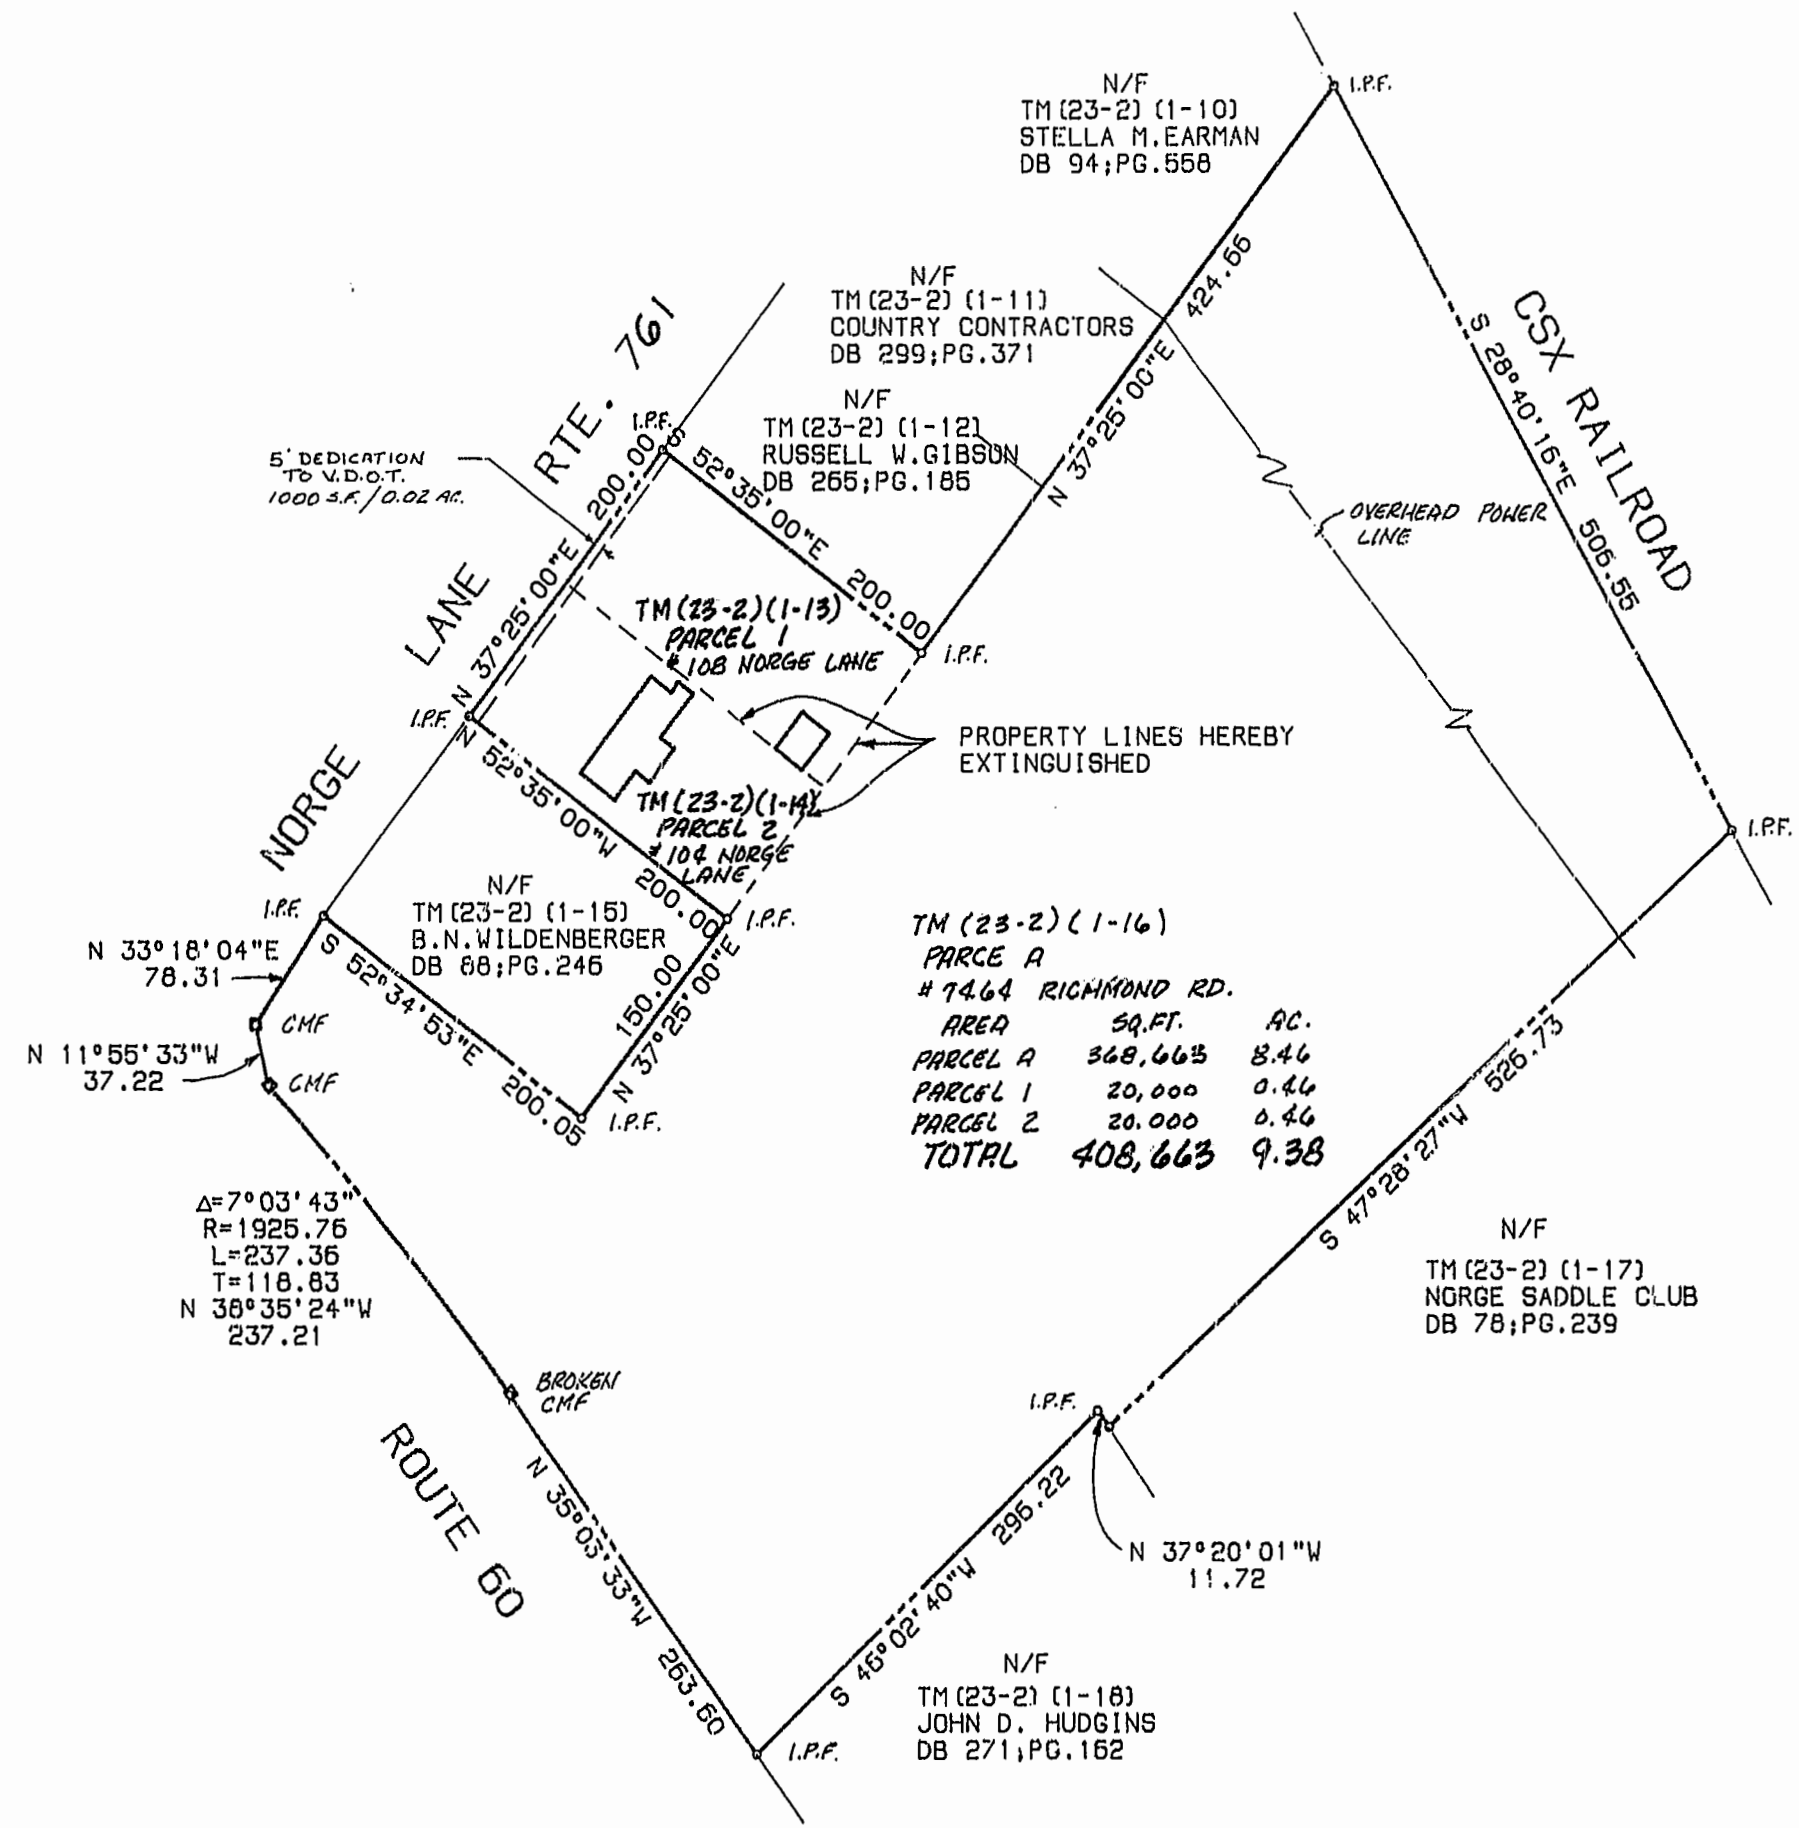 N/F
TM (23-2) (1-10)
STELLA M.EARMAN
DB 94;PG.558
I.P.F.
N/F
TM (23-2) (1-11)
COUNTRY CONTRACTORS
DB 299;PG.371
N/F
TM (23-2) (1-12)
RUSSELL W.GIBSON
DB 265;PG.185
N 37°25'00"E 424.66
CSX RAILROAD
S 28°40'16"E 506.55
OVERHEAD POWER
LINE
NORGE LANE RTE. 761
5' DEDICATION
TO V.D.O.T.
1000 S.F./0.02 AC.
I.P.F.
N 37°25'00"E 200.00
S 52°35'00"E 200.00
I.P.F.
TM (23-2)(1-13)
PARCEL 1
#108 NORGE LANE
I.P.F.
PROPERTY LINES HEREBY
EXTINGUISHED
N 52°35'00"W 200.00
TM (23-2)(1-14)
PARCEL 2
#104 NORGE
LANE
I.P.F.
I.P.F.
I.P.F.
N/F
TM (23-2) (1-15)
B.N.WILDENBERGER
DB 88;PG.246
N 33°18'04"E
78.31
CMF
N 11°55'33"W
37.22
CMF
S 52°34'53"E 200.05
150.00
N 37°25'00"E
I.P.F.
TM (23-2) (1-16)
PARCE A
#7464 RICHMOND RD.
AREA SQ.FT. AC.
PARCEL A 368,663 8.46
PARCEL 1 20,000 0.46
PARCEL 2 20.000 0.46
TOTAL 408,663 9.38
Δ=7°03'43"
R=1925.76
L=237.36
T=118.83
N 38°35'24"W
237.21
BROKEN
CMF
ROUTE 60
N 35°03'33"W 263.60
S 47°28'27"W 526.73
N/F
TM (23-2) (1-17)
NORGE SADDLE CLUB
DB 78;PG.239
I.P.F.
N 37°20'01"W
11.72
S 46°02'40"W 295.22
N/F
TM (23-2) (1-18)
JOHN D. HUDGINS
DB 271;PG.162
I.P.F.